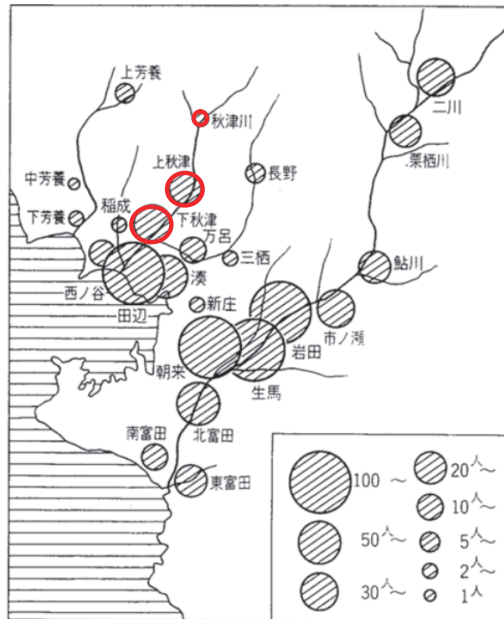 上芳養
二川
秋津川
栗栖川
上秋津
長野
中芳養
稲成
下芳養
下秋津
万呂
三栖
鮎川
西ノ谷
湊
新庄
田辺
市ノ瀬
岩田
朝来
生馬
北富田
南富田
東富田
100 ~
50人~
30人~
20人~
10人~
5人~
2人~
1人